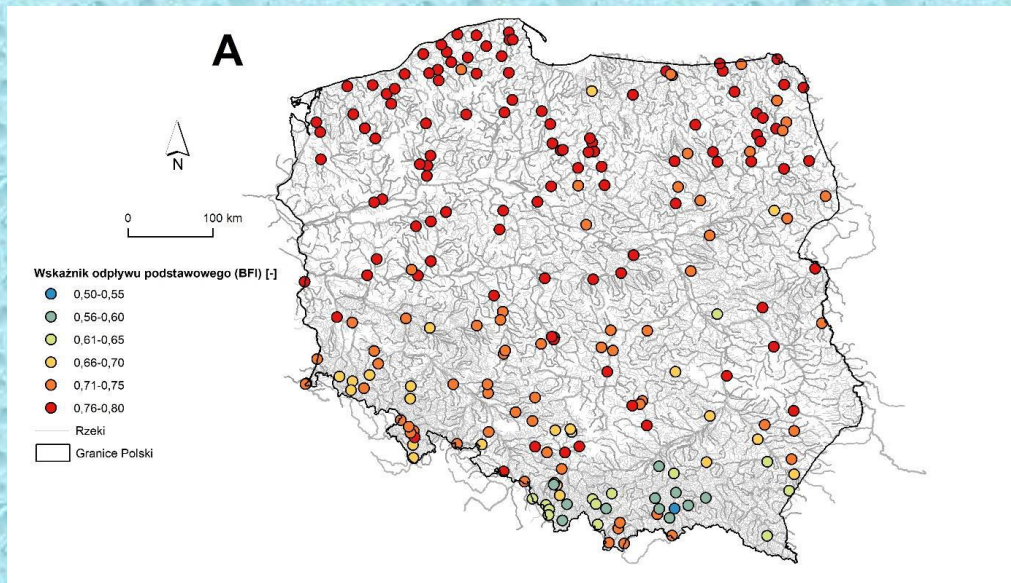 A
N
0 100 km
Wskaźnik odpływu podstawowego (BFI) [-]
0,50-0,55
0,56-0,60
0,61-0,65
0,66-0,70
0,71-0,75
0,76-0,80
Rzeki
Granice Polski